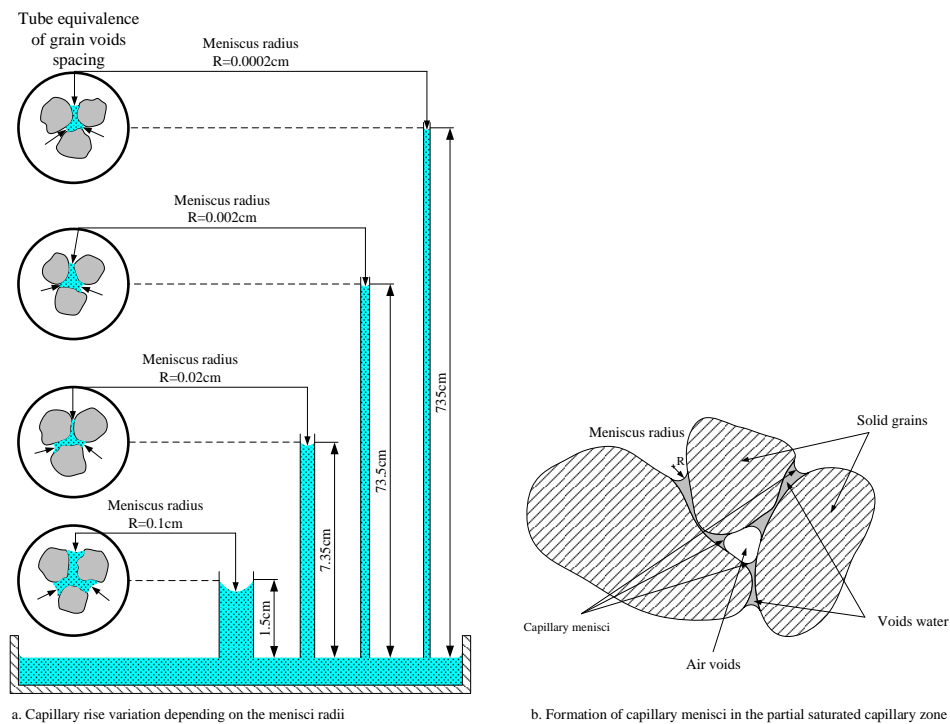 Tube equivalence
of grain voids
spacing
Meniscus radius
R=0.0002cm
Meniscus radius
R=0.002cm
Meniscus radius
R=0.02cm
Meniscus radius
R=0.1cm
1.5cm
7.35cm
73.5cm
735cm
a. Capillary rise variation depending on the menisci radii
Meniscus radius
R
Solid grains
Capillary menisci
Voids water
Air voids
b. Formation of capillary menisci in the partial saturated capillary zone